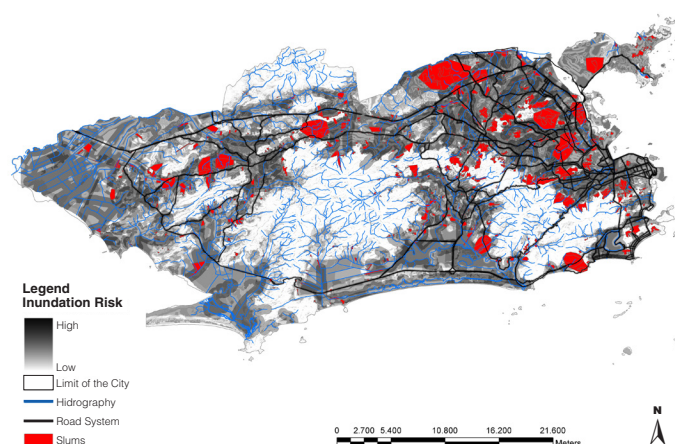 Legend
Inundation Risk
High
Low
Limit of the City
Hidrography
Road System
Slums
0 2.700 5.400 10.800 16.200 21.600
Meters
N